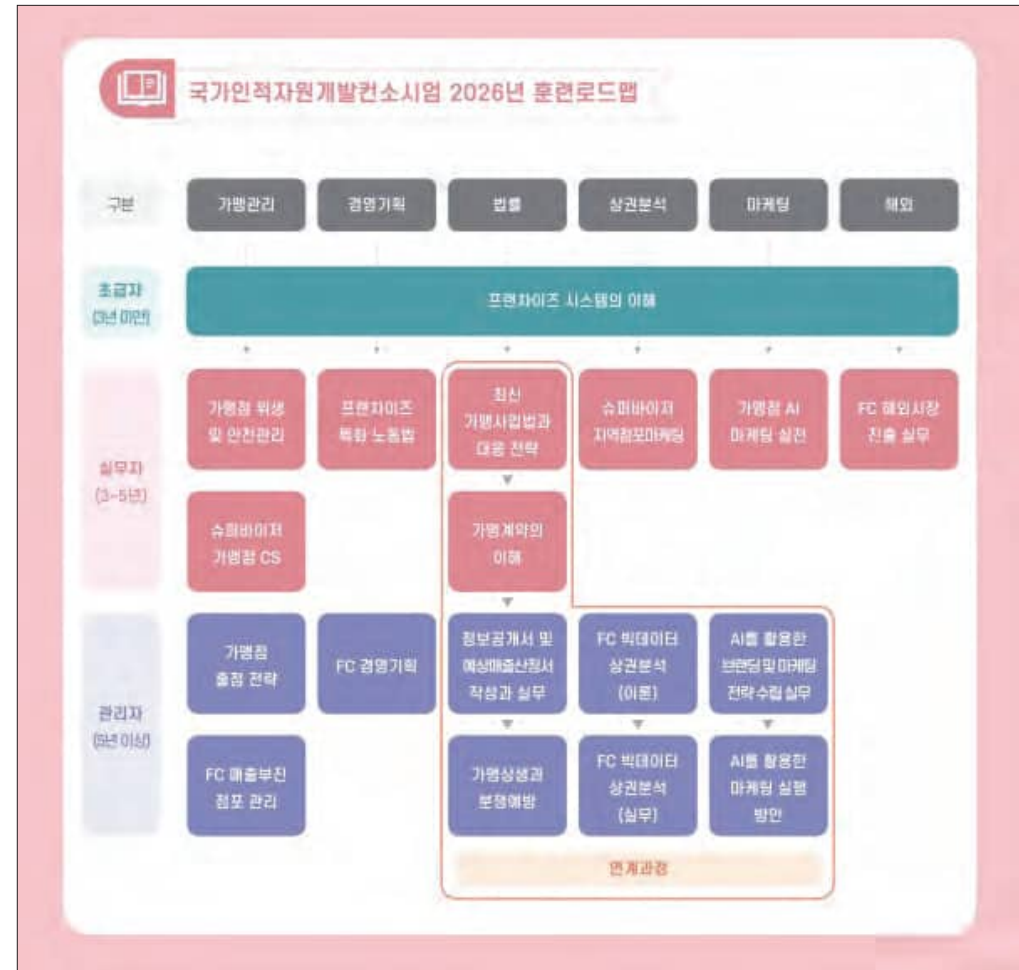 국가인적자원개발컨소시엄 2026년 훈련로드맵
구분
가맹관리
경영기획
법률
상권분석
마케팅
해외
초급자
(3년 미만)
프랜차이즈 시스템의 이해
실무자
(3~5년)
가맹점 위생
및 안전관리
프랜차이즈
특화 노동법
최신
가맹사업법과
대응 전략
슈퍼바이저
지역점포마케팅
가맹점 AI
마케팅 실전
FC 해외시장
진출 실무
슈퍼바이저
가맹점 CS
가맹계약의
이해
관리자
(5년 이상)
가맹점
출점 전략
FC 경영기획
정보공개서 및
예상매출산정서
작성과 실무
FC 빅데이터
상권분석
(이론)
AI를 활용한
브랜딩 및 마케팅
전략 수립 실무
FC 매출부진
점포 관리
가맹상생과
분쟁예방
FC 빅데이터
상권분석
(실무)
AI를 활용한
마케팅 실행
방안
연계과정